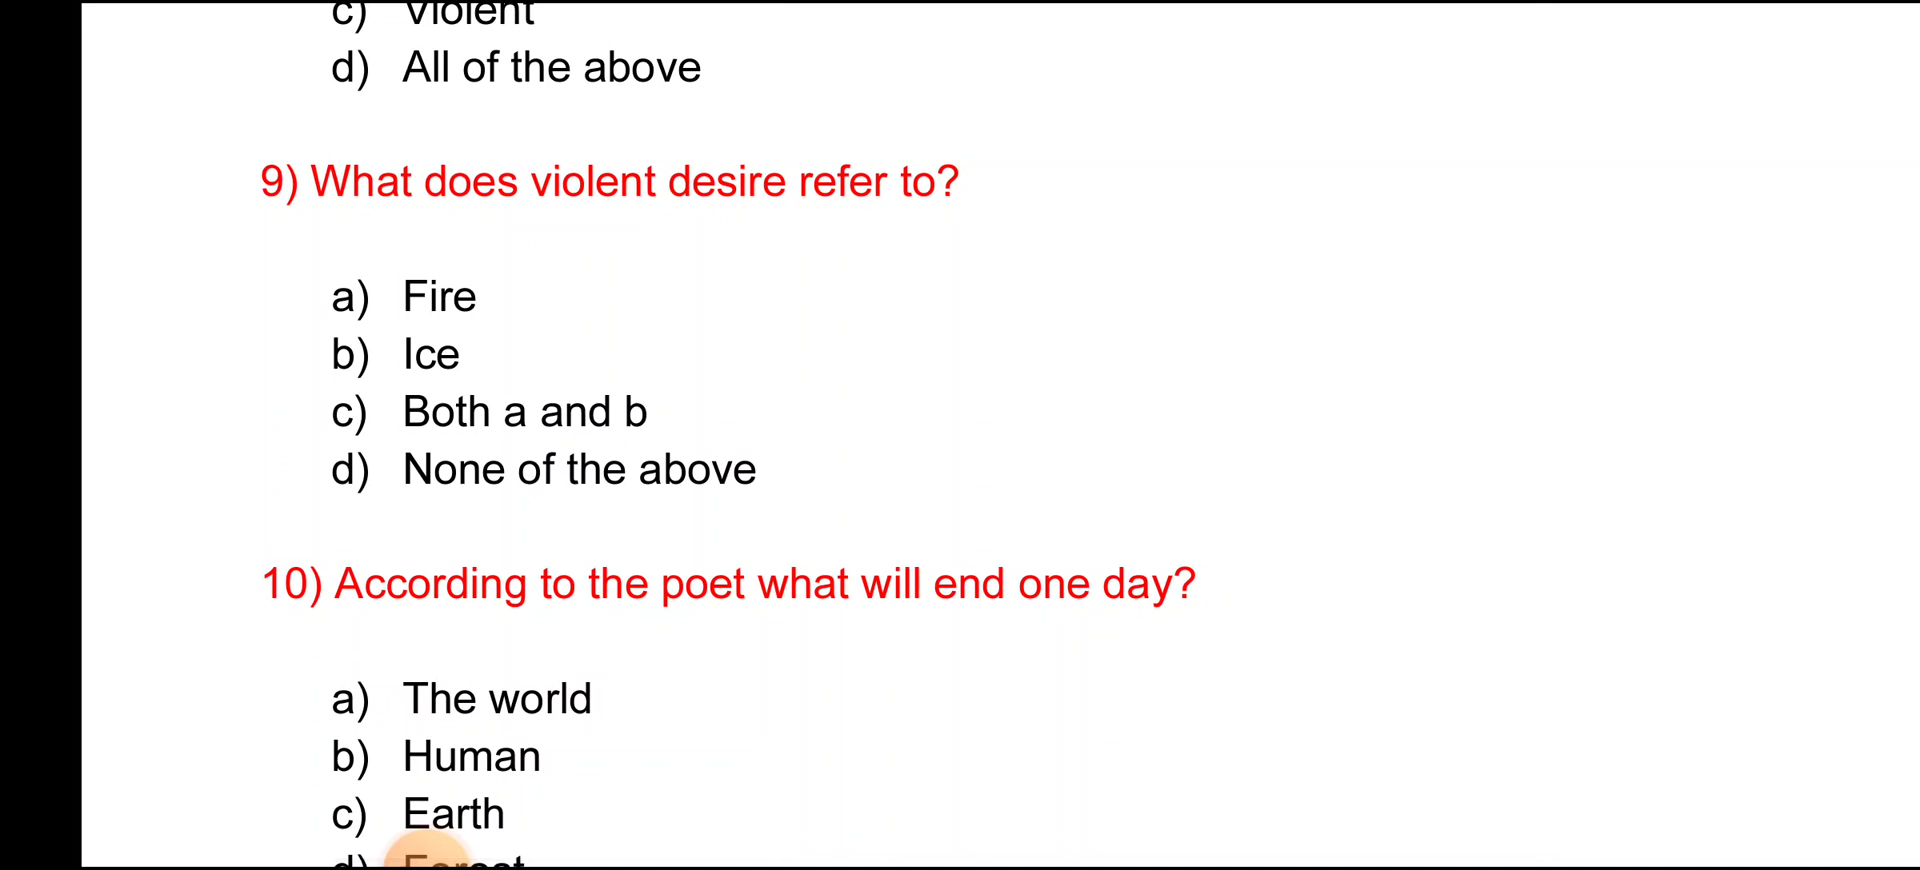 c) Violent
d) All of the above
9) What does violent desire refer to?
a) Fire
b) Ice
c) Both a and b
d) None of the above
10) According to the poet what will end one day?
a) The world
b) Human
c) Earth
d) Forest